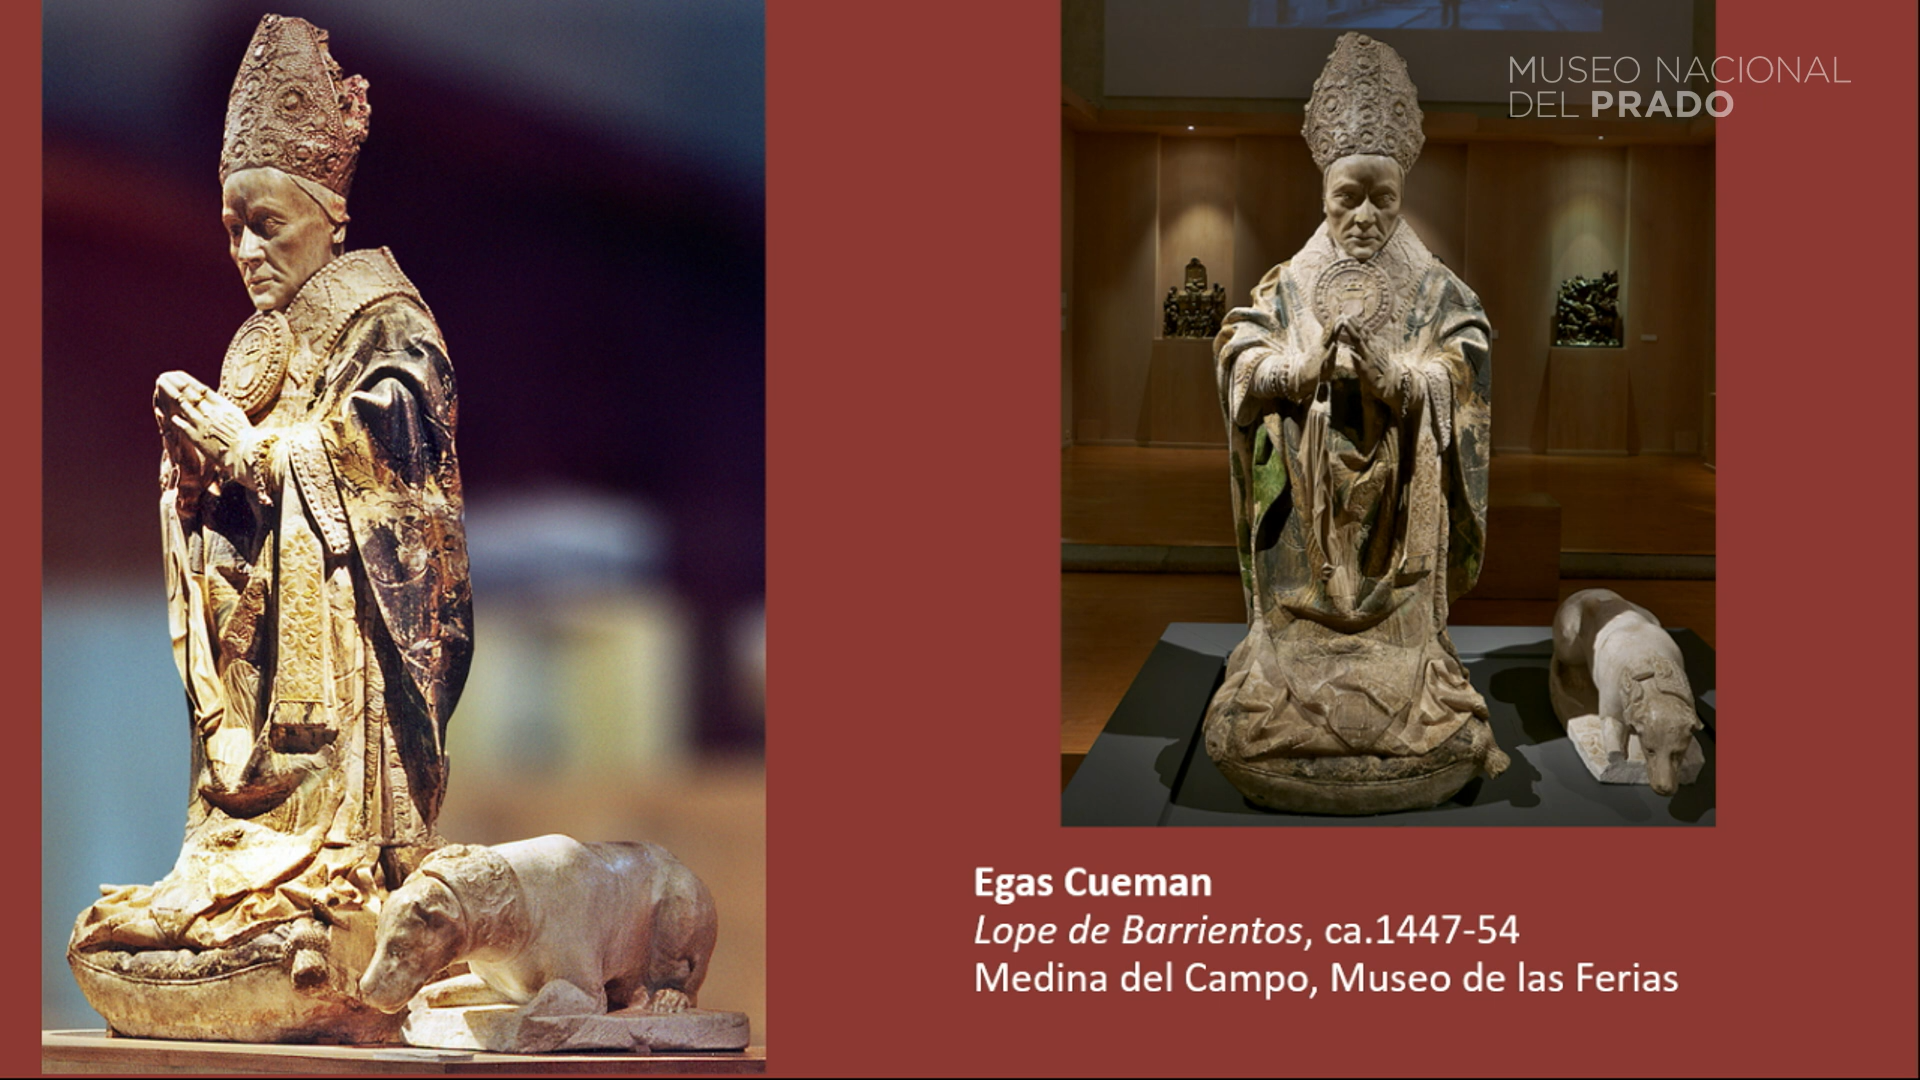 MUSEO NACIONAL
DEL PRADO
Egas Cueman
Lope de Barrientos, ca.1447-54
Medina del Campo, Museo de las Ferias